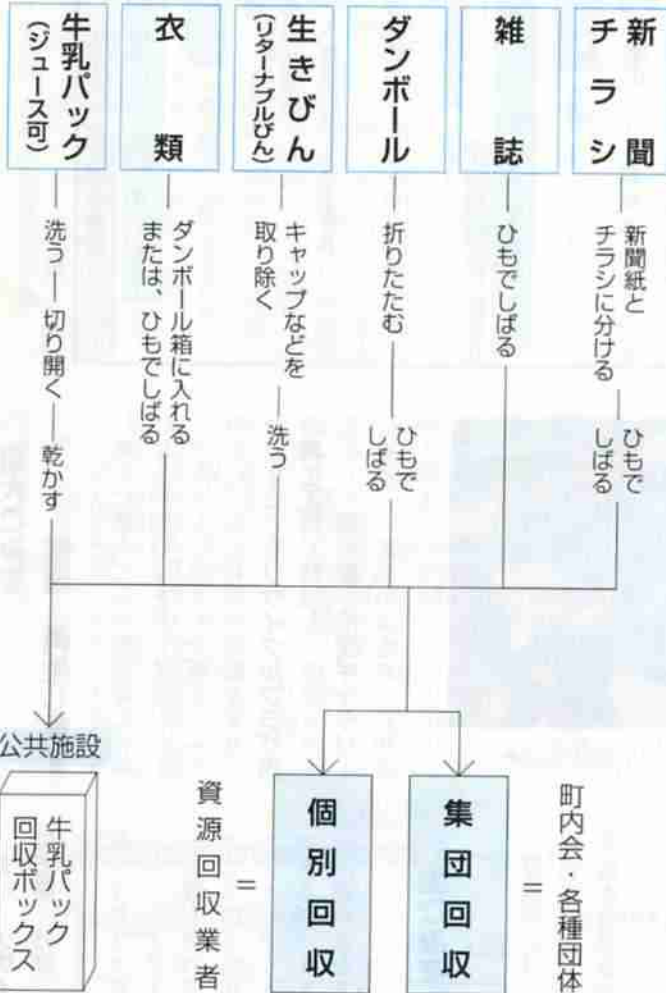 新聞
チラシ
新聞紙と
チラシに分ける
ひもで
しばる
雑誌
ひもでしばる
ダンボール
折りたたむ
ひもで
しばる
生きびん
(リターナブルびん)
キャップなどを
取り除く
洗う
衣類
ダンボール箱に入れる
または、ひもでしばる
牛乳パック
(ジュース可)
洗う
切り開く
乾かす
町内会・各種団体
=
集団回収
個別回収
=
資源回収業者
公共施設
牛乳パック
回収ボックス